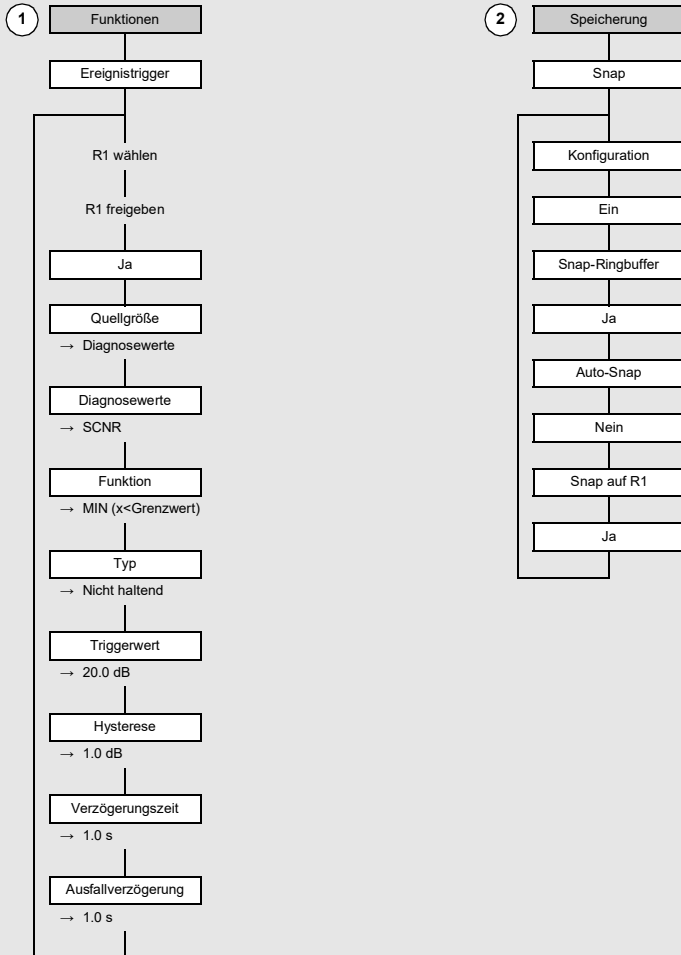 1
Funktionen
Ereignistrigger
R1 wählen
R1 freigeben
Ja
Quellgröße
→ Diagnosewerte
Diagnosewerte
→ SCNR
Funktion
→ MIN (x<Grenzwert)
Typ
→ Nicht haltend
Triggerwert
→ 20.0 dB
Hysterese
→ 1.0 dB
Verzögerungszeit
→ 1.0 s
Ausfallverzögerung
→ 1.0 s
2
Speicherung
Snap
Konfiguration
Ein
Snap-Ringbuffer
Ja
Auto-Snap
Nein
Snap auf R1
Ja